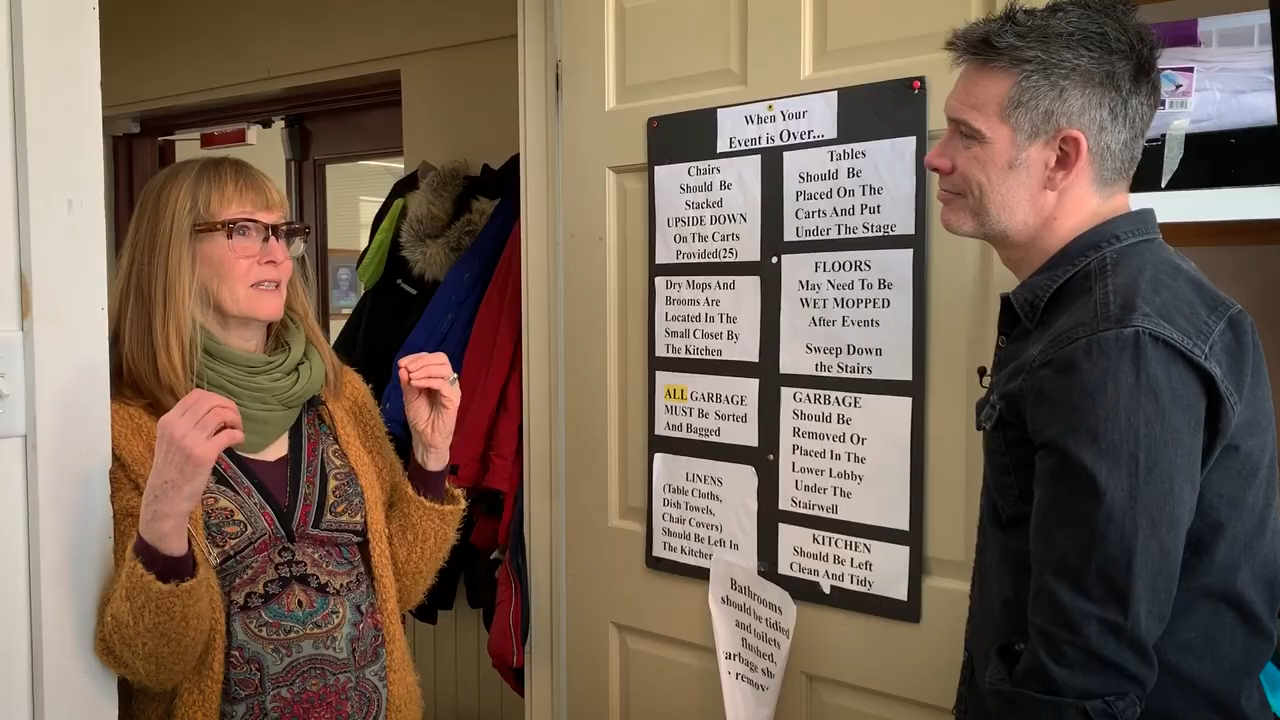 When Your
Event is Over...
Chairs
Should Be
Stacked
UPSIDE DOWN
On The Carts
Provided(25)
Tables
Should Be
Placed On The
Carts And Put
Under The Stage
Dry Mops And
Brooms Are
Located In The
Small Closet By
The Kitchen
FLOORS
May Need To Be
WET MOPPED
After Events
Sweep Down
the Stairs
ALL GARBAGE
MUST Be Sorted
And Bagged
GARBAGE
Should Be
Removed Or
Placed In The
Lower Lobby
Under The
Stairwell
LINENS
(Table Cloths,
Dish Towels,
Chair Covers)
Should Be Left In
The Kitchen
KITCHEN
Should Be Left
Clean And Tidy
Bathrooms
should be tidied
and toilets
flushed,